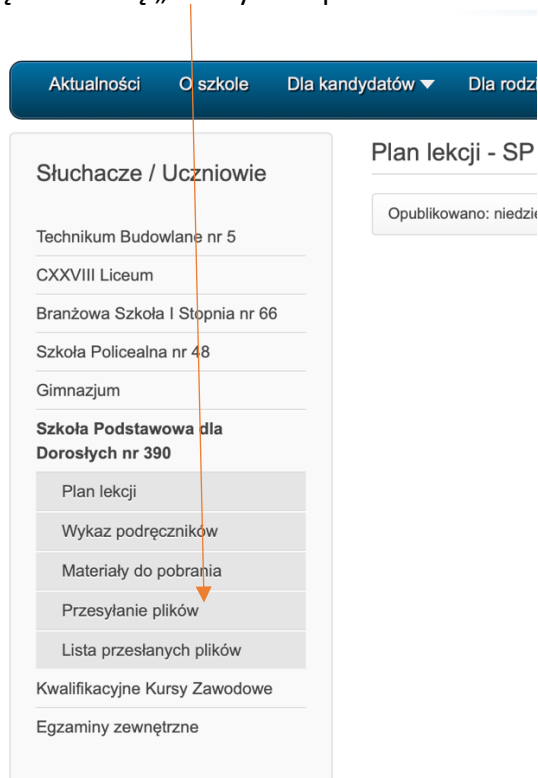 Aktualności O szkole Dla kandydatów ▼ Dla
Słuchacze / Uczniowie
Technikum Budowlane nr 5
CXXVIII Liceum
Branżowa Szkoła I Stopnia nr 66
Szkoła Policealna nr 48
Gimnazjum
Szkoła Podstawowa dla
Dorosłych nr 390
Plan lekcji
Wykaz podręczników
Materiały do pobrania
Przesyłanie plików
Lista przesłanych plików
Kwalifikacyjne Kursy Zawodowe
Egzaminy zewnętrzne
Plan lekcji - SP
Opublikowano: